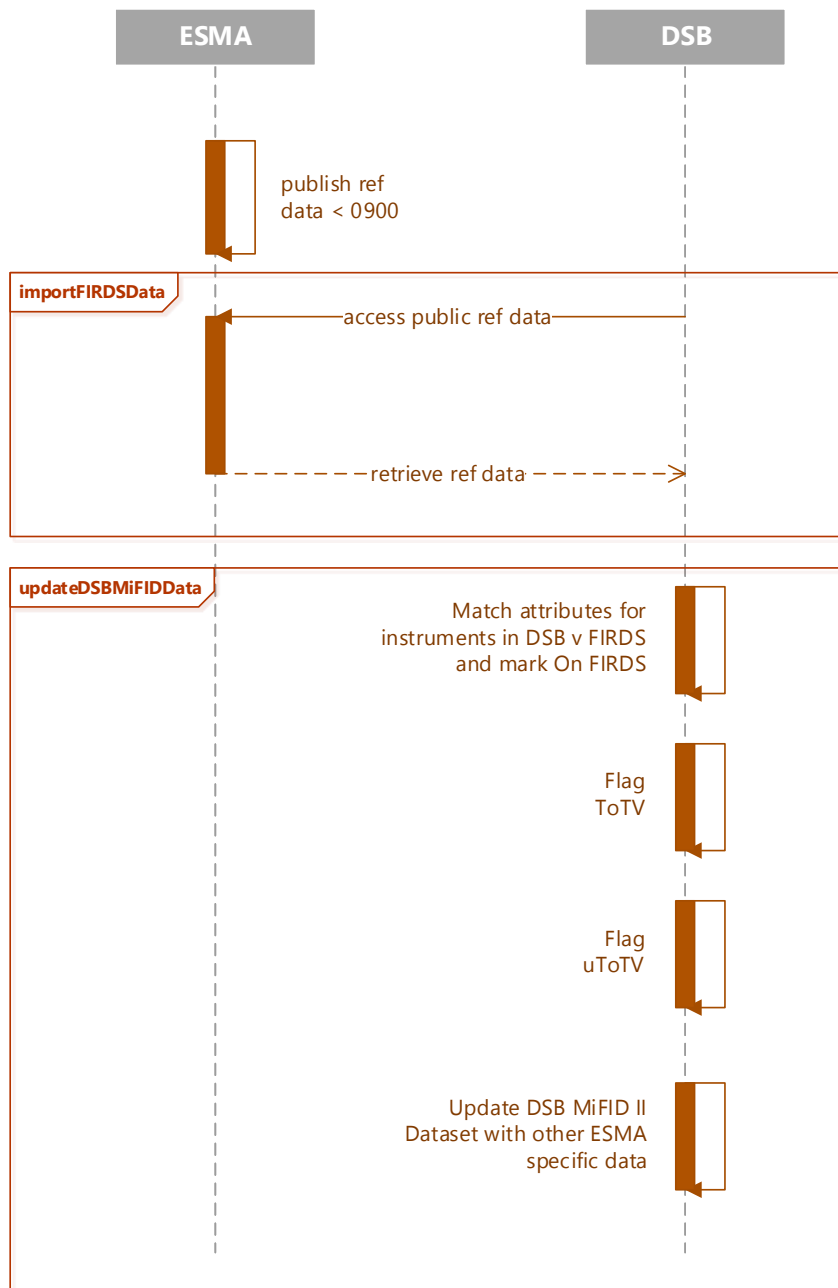 ESMA
DSB
publish ref
data < 0900
importFIRDSData
access public ref data
retrieve ref data
updateDSBMiFIDData
Match attributes for
instruments in DSB v FIRDS
and mark On FIRDS
Flag
ToTV
Flag
uToTV
Update DSB MiFID II
Dataset with other ESMA
specific data